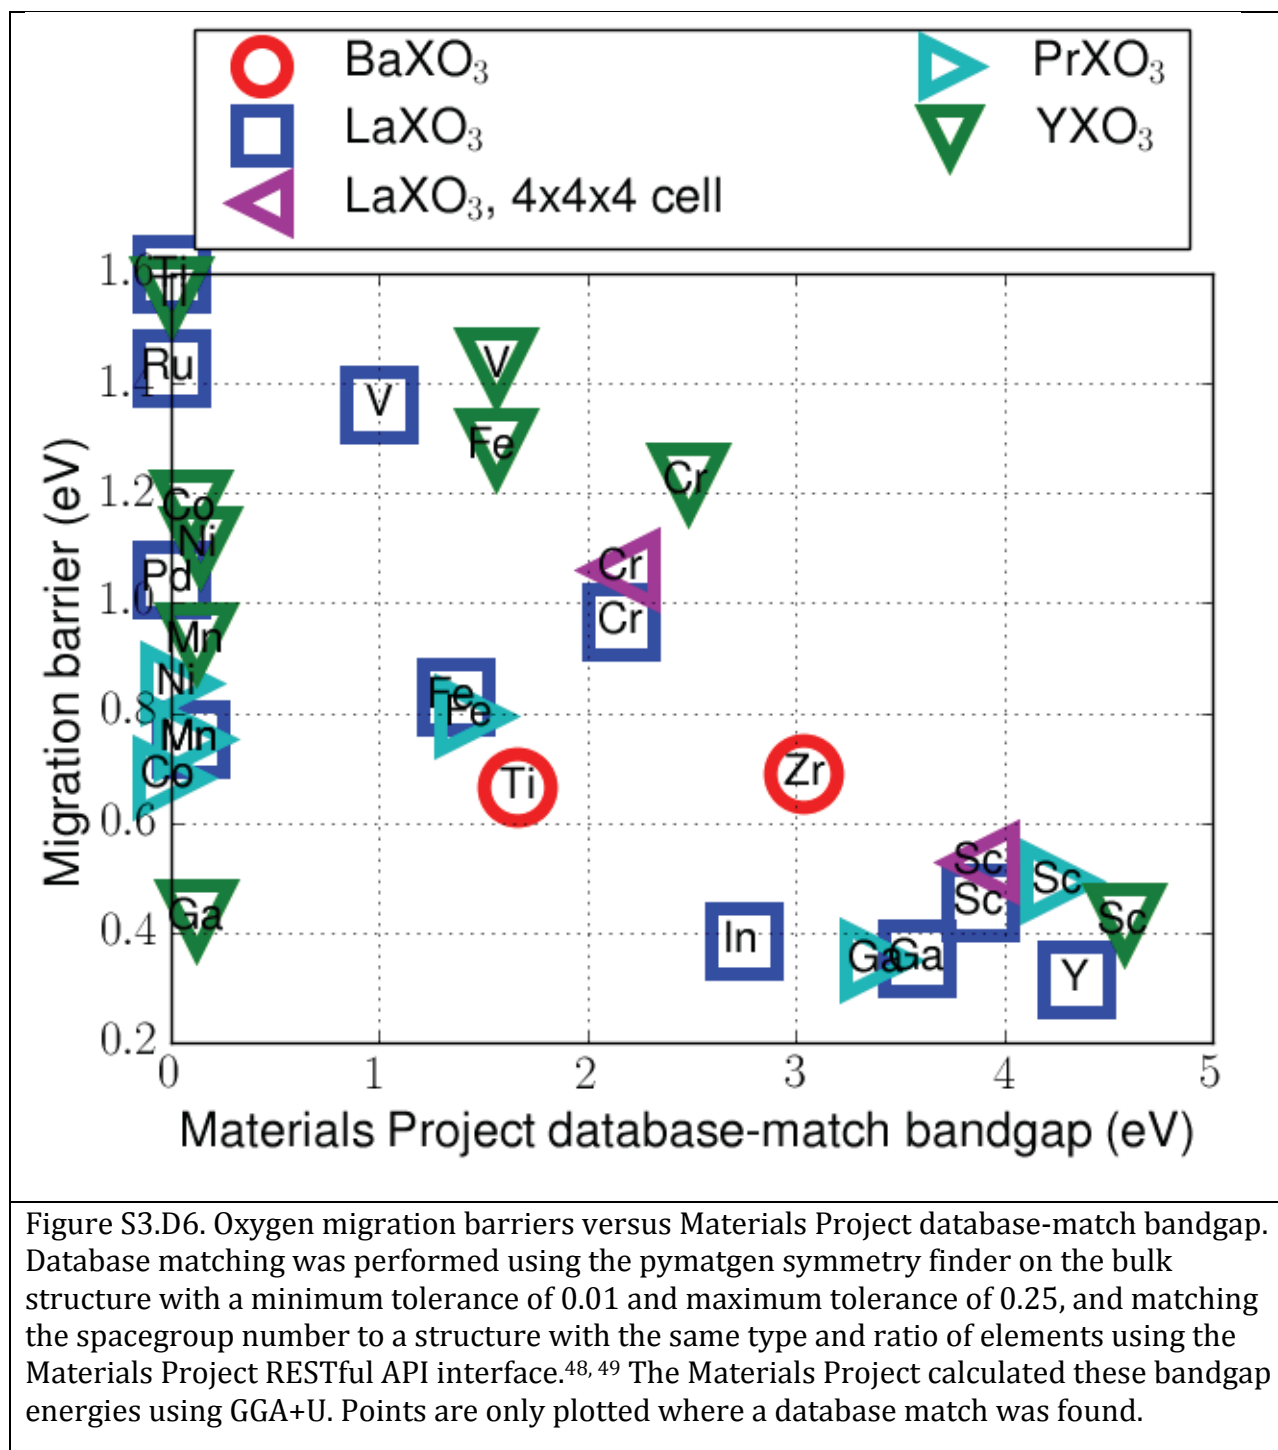 BaXO₃
LaXO₃
LaXO₃, 4x4x4 cell
PrXO₃
YXO₃
Migration barrier (eV)
1.6
1.4
1.2
1.0
0.8
0.6
0.4
0.2
Ti
Ti
Ru
V
V
Fe
Cr
Co
Ni
Pd
Cr
Cr
Mn
Ni
Fe
Fe
Mn
Co
Ti
Zr
Sc
Sc
Sc
Sc
Ga
In
Ga
Ga
Y
0
1
2
3
4
5
Materials Project database-match bandgap (eV)
Figure S3.D6. Oxygen migration barriers versus Materials Project database-match bandgap.
Database matching was performed using the pymatgen symmetry finder on the bulk
structure with a minimum tolerance of 0.01 and maximum tolerance of 0.25, and matching
the spacegroup number to a structure with the same type and ratio of elements using the
Materials Project RESTful API interface.⁴⁸, ⁴⁹ The Materials Project calculated these bandgap
energies using GGA+U. Points are only plotted where a database match was found.